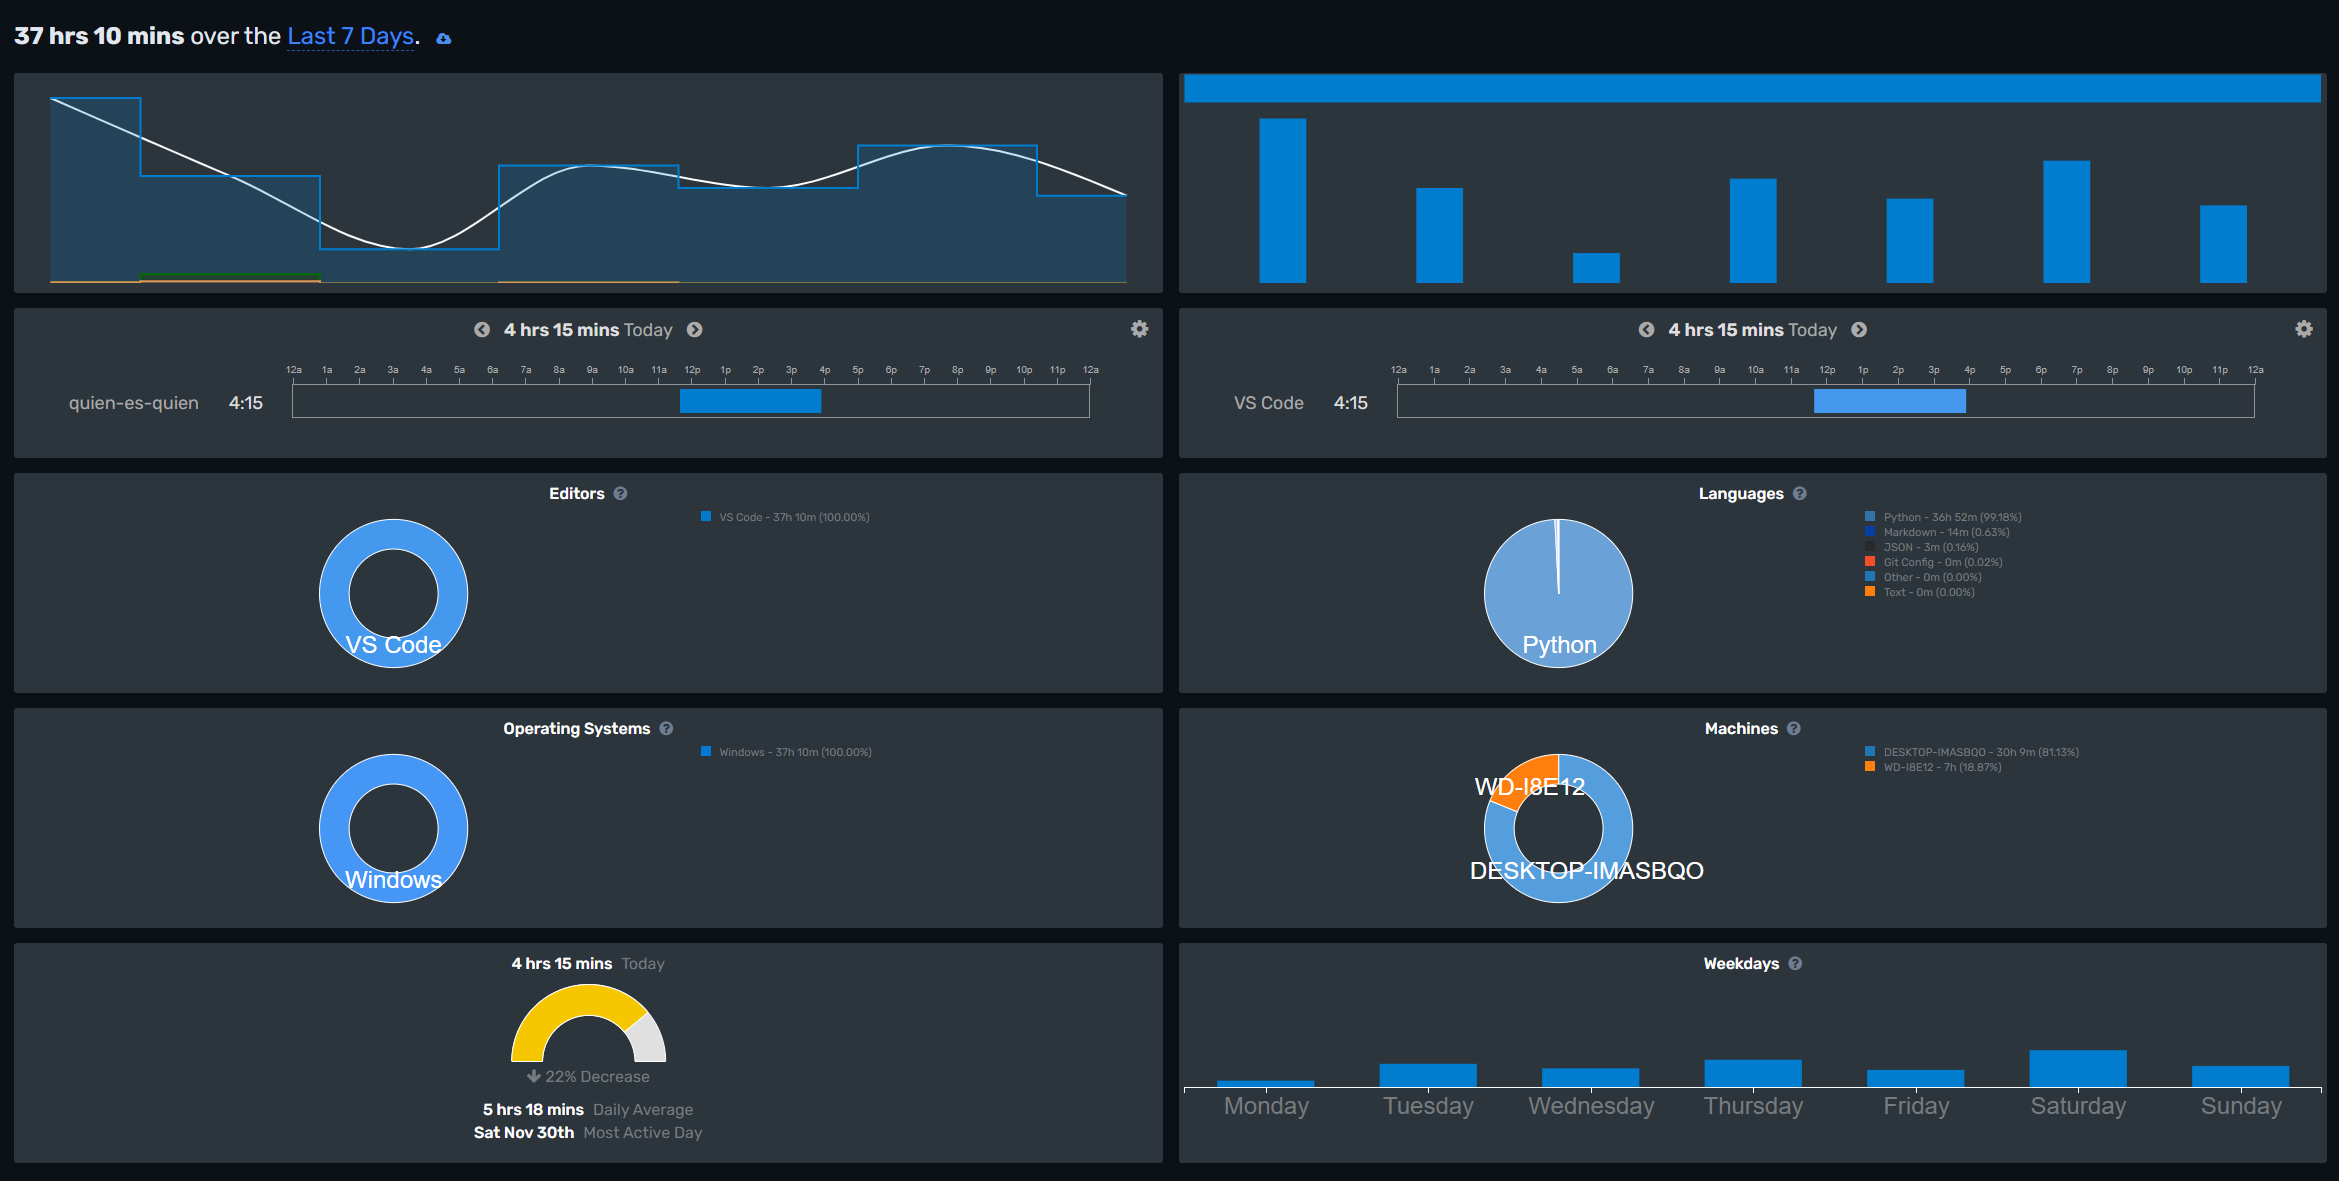 37 hrs 10 mins over the Last 7 Days.
4 hrs 15 mins Today
12a 1a 2a 3a 4a 5a 6a 7a 8a 9a 10a 11a 12p 1p 2p 3p 4p 5p 6p 7p 8p 9p 10p 11p 12a
quien-es-quien 4:15
4 hrs 15 mins Today
12a 1a 2a 3a 4a 5a 6a 7a 8a 9a 10a 11a 12p 1p 2p 3p 4p 5p 6p 7p 8p 9p 10p 11p 12a
VS Code 4:15
Editors
VS Code - 37h 10m (100.00%)
VS Code
Languages
Python - 36h 52m (99.18%)
Markdown - 14m (0.63%)
JSON - 3m (0.16%)
Git Config - 0m (0.02%)
Other - 0m (0.00%)
Text - 0m (0.00%)
Python
Operating Systems
Windows - 37h 10m (100.00%)
Windows
Machines
DESKTOP-IMASBQO - 30h 9m (81.13%)
WD-I8E12 - 7h (18.87%)
WD-I8E12
DESKTOP-IMASBQO
4 hrs 15 mins Today
22% Decrease
5 hrs 18 mins Daily Average
Sat Nov 30th Most Active Day
Weekdays
Monday Tuesday Wednesday Thursday Friday Saturday Sunday